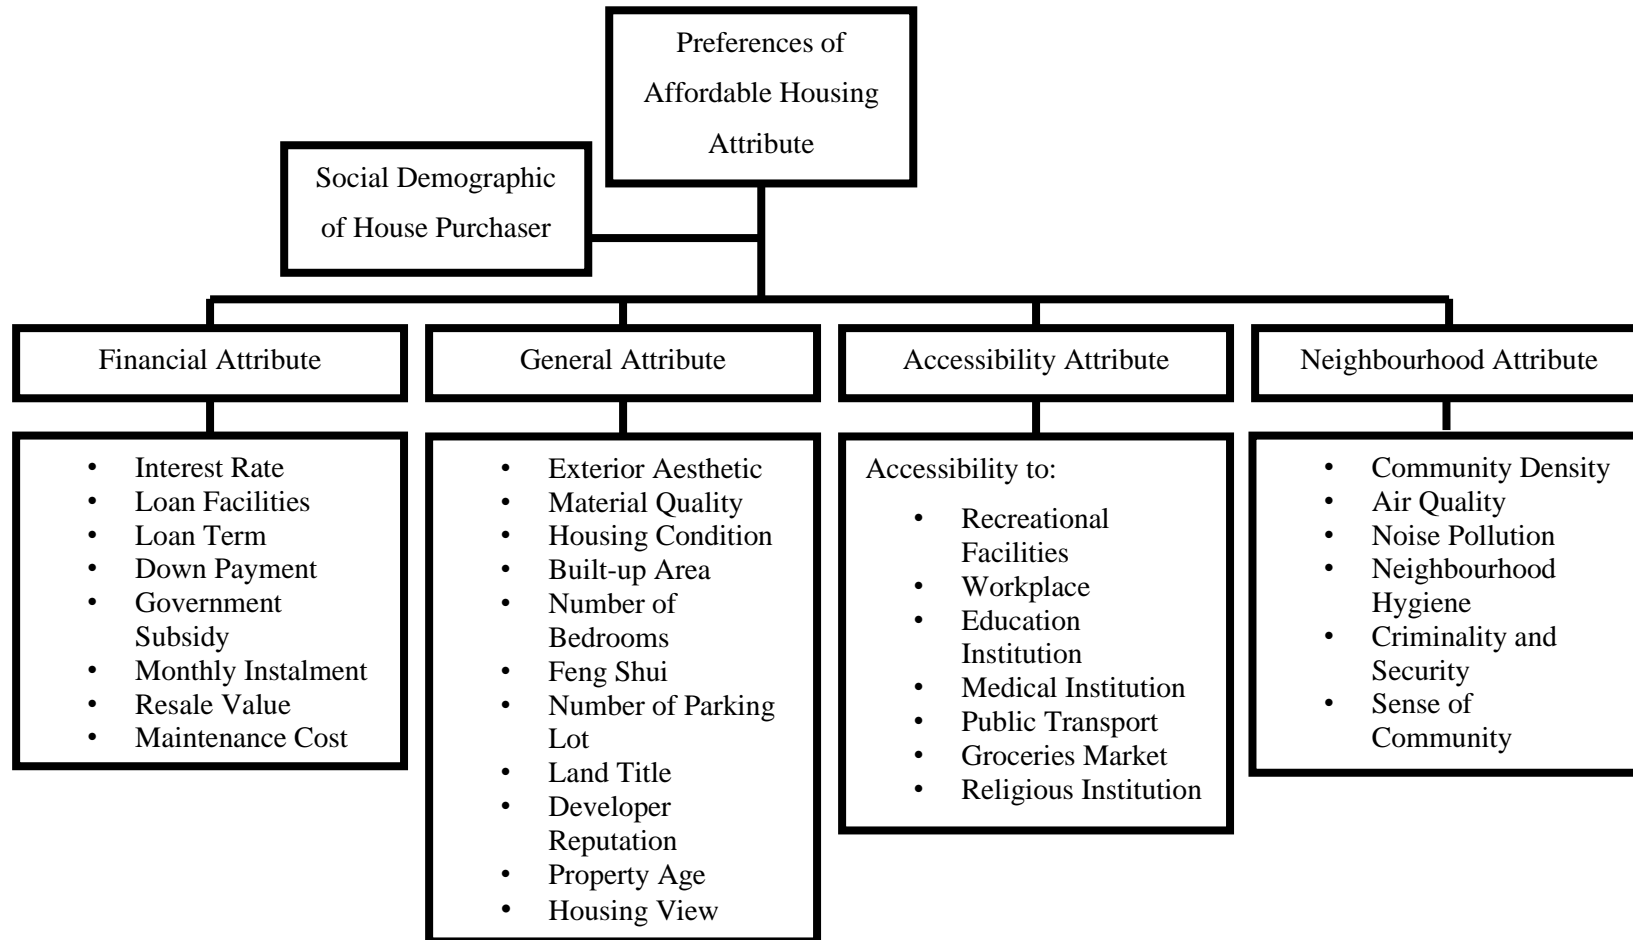 Preferences of
Affordable Housing
Attribute
Social Demographic
of House Purchaser
Financial Attribute
General Attribute
Accessibility Attribute
Neighbourhood Attribute
• Interest Rate
• Loan Facilities
• Loan Term
• Down Payment
• Government
Subsidy
• Monthly Instalment
• Resale Value
• Maintenance Cost
• Exterior Aesthetic
• Material Quality
• Housing Condition
• Built-up Area
• Number of
Bedrooms
• Feng Shui
• Number of Parking
Lot
• Land Title
• Developer
Reputation
• Property Age
• Housing View
Accessibility to:
• Recreational
Facilities
• Workplace
• Education
Institution
• Medical Institution
• Public Transport
• Groceries Market
• Religious Institution
• Community Density
• Air Quality
• Noise Pollution
• Neighbourhood
Hygiene
• Criminality and
Security
• Sense of
Community